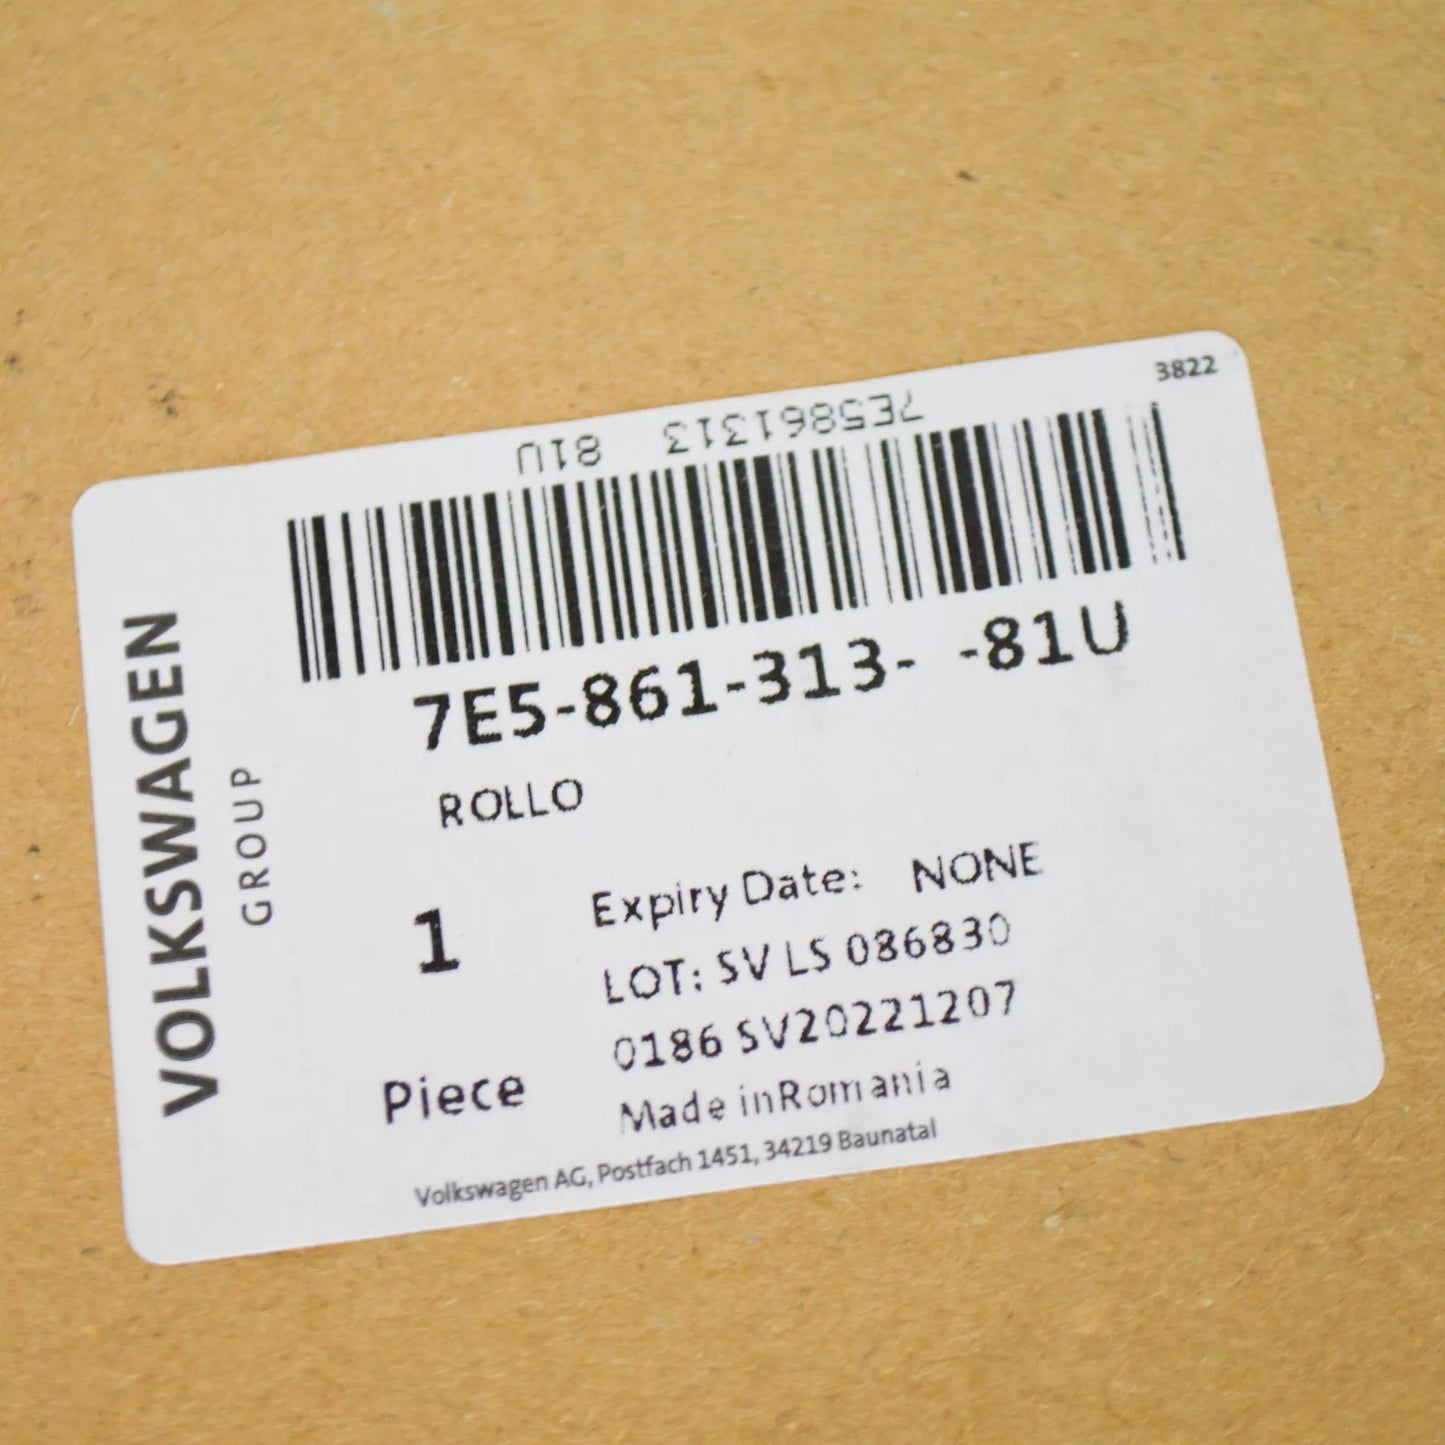 3822
7E5861313 81U
7E5-861-313- -81U
ROLLO
VOLKSWAGEN
GROUP
1
Piece
Expiry Date: NONE
LOT: SV LS 086830
0186 SV20221207
Made inRomania
Volkswagen AG, Postfach 1451, 34219 Baunatal